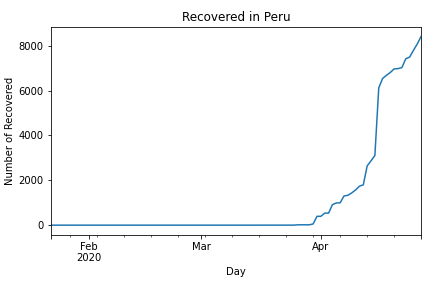 Recovered in Peru
Number of Recovered
8000
6000
4000
2000
0
Feb
2020
Mar
Apr
Day